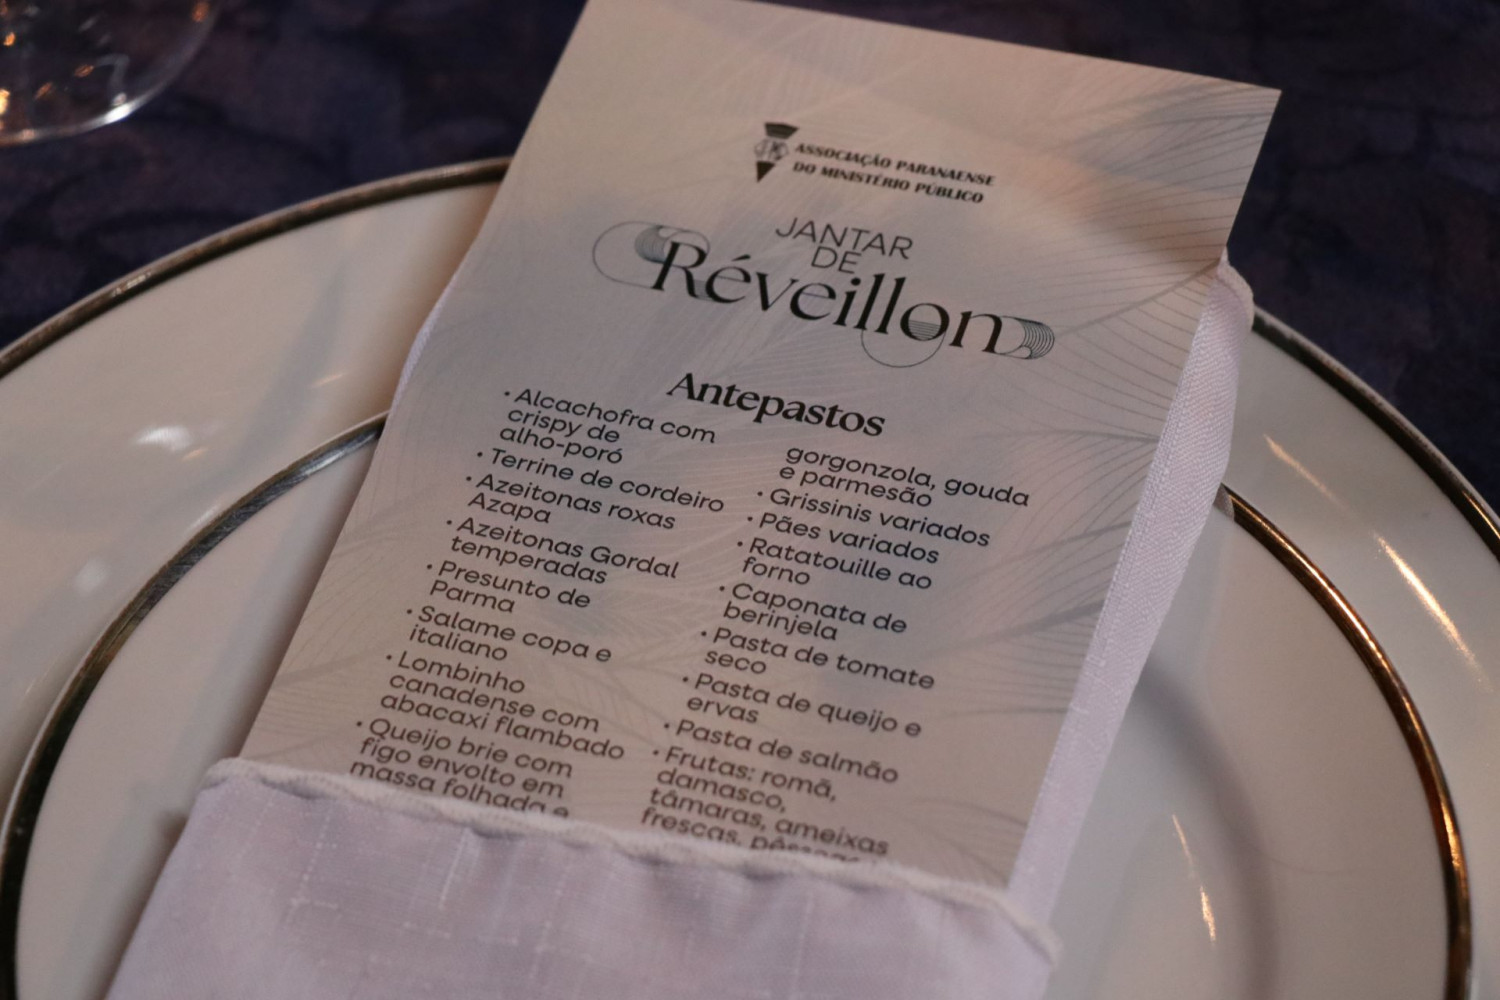 ASSOCIAÇÃO PARANAENSE
DO MINISTÉRIO PÚBLICO
JANTAR
DE
Réveillon
Antepastos
• Alcachofra com
crispy de
alho-poró
• Terrine de cordeiro
• Azeitonas roxas
Azapa
• Azeitonas Gordal
temperadas
• Presunto de
Parma
• Salame copa e
italiano
• Lombinho
canadense com
abacaxi flambado
• Queijo brie com
figo envolto em
massa folhada e
gorgonzola, gouda
e parmesão
• Grissinis variados
• Pães variados
• Ratatouille ao
forno
• Caponata de
berinjela
• Pasta de tomate
seco
• Pasta de queijo e
ervas
• Pasta de salmão
• Frutas: romã,
damasco,
tâmaras, ameixas
frescas,